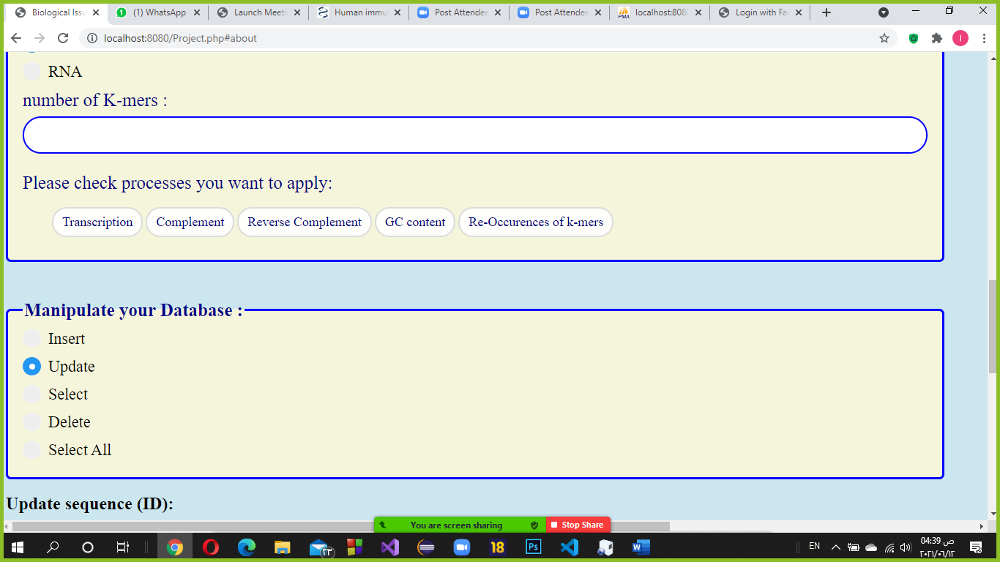 Biological Issu
(1) WhatsApp
Launch Meeti
Human immu
Post Attendee
Post Attendee
localhost:8080
Login with Fa
localhost:8080/Project.php#about
I
RNA
number of K-mers :
Please check processes you want to apply:
Transcription
Complement
Reverse Complement
GC content
Re-Occurences of k-mers
Manipulate your Database :
Insert
Update
Select
Delete
Select All
Update sequence (ID):
You are screen sharing
Stop Share
٢٣
18
Ps
EN
04:39 ص
٢٠٢١/٠٦/١٢